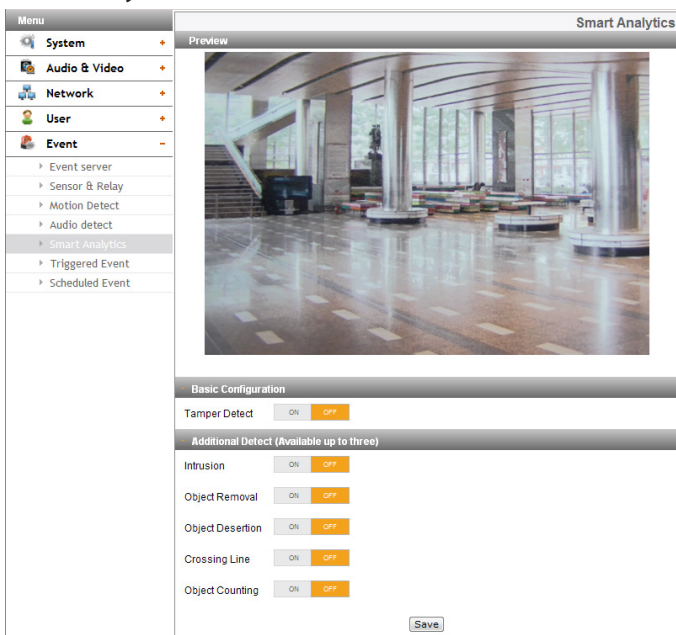 Menu
Smart Analytics
System +
Preview
Audio & Video +
Network +
User +
Event -
Event server
Sensor & Relay
Motion Detect
Audio detect
Smart Analytics
Triggered Event
Scheduled Event
Basic Configuration
Tamper Detect ON OFF
Additional Detect (Available up to three)
Intrusion ON OFF
Object Removal ON OFF
Object Desertion ON OFF
Crossing Line ON OFF
Object Counting ON OFF
Save